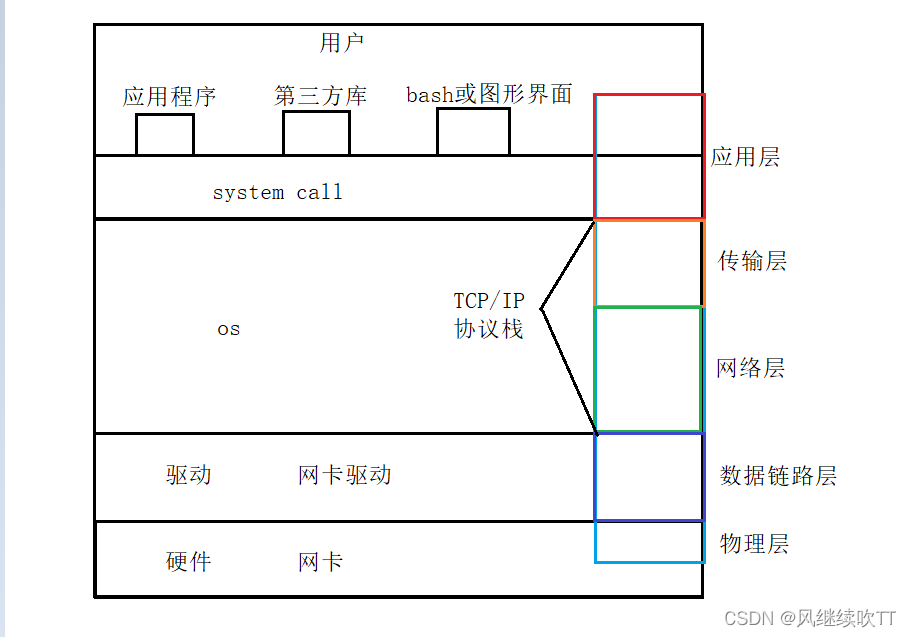 用户
应用程序
第三方库
bash或图形界面
应用层
system call
传输层
TCP/IP
协议栈
os
网络层
驱动
网卡驱动
数据链路层
物理层
硬件
网卡
CSDN @风继续吹TT